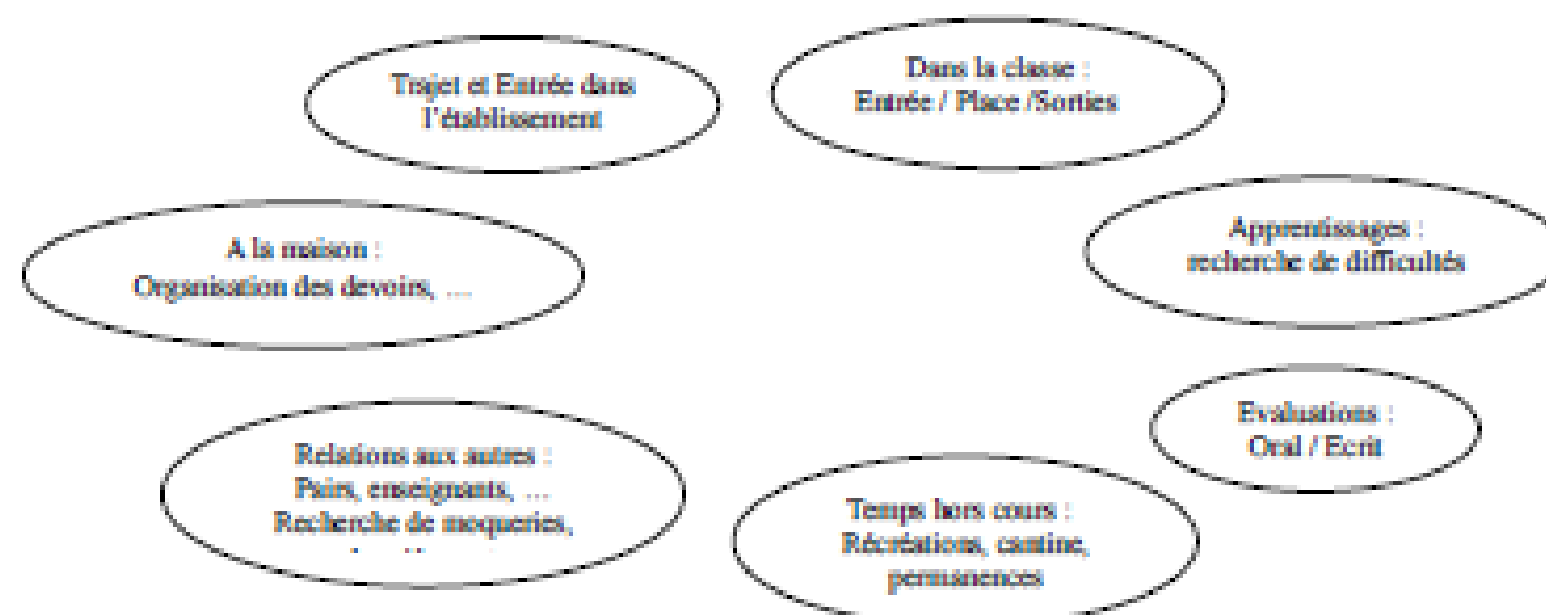 Trajet et Entrée dans
l'établissement
Dans la classe :
Entrée / Place /Sorties
A la maison :
Organisation des devoirs, …
Apprentissages :
recherche de difficultés
Evaluations :
Oral / Ecrit
Relations aux autres :
Pairs, enseignants, …
Recherche de moqueries,
Temps hors cours :
Récréations, cantine,
permanences